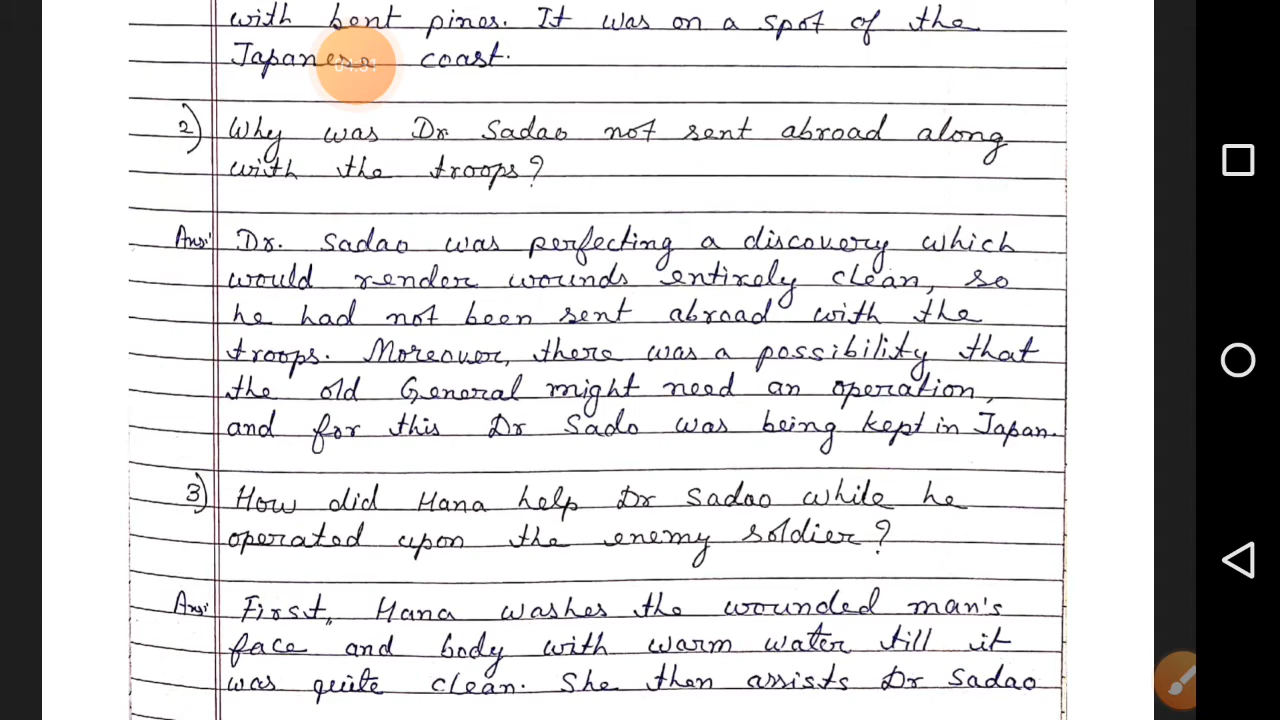 with bent pines. It was on a spot of the
Japanese coast.
2) Why was Dr Sadao not sent abroad along
with the troops?
Ans: Dr. Sadao was perfecting a discovery which
would render wounds entirely clean, so
he had not been sent abroad with the
troops. Moreover, there was a possibility that
the old General might need an operation,
and for this Dr Sado was being kept in Japan.
3) How did Hana help Dr Sadao while he
operated upon the enemy soldier?
Ans: First, Hana washes the wounded man's
face and body with warm water till it
was quite clean. She then assists Dr Sadao